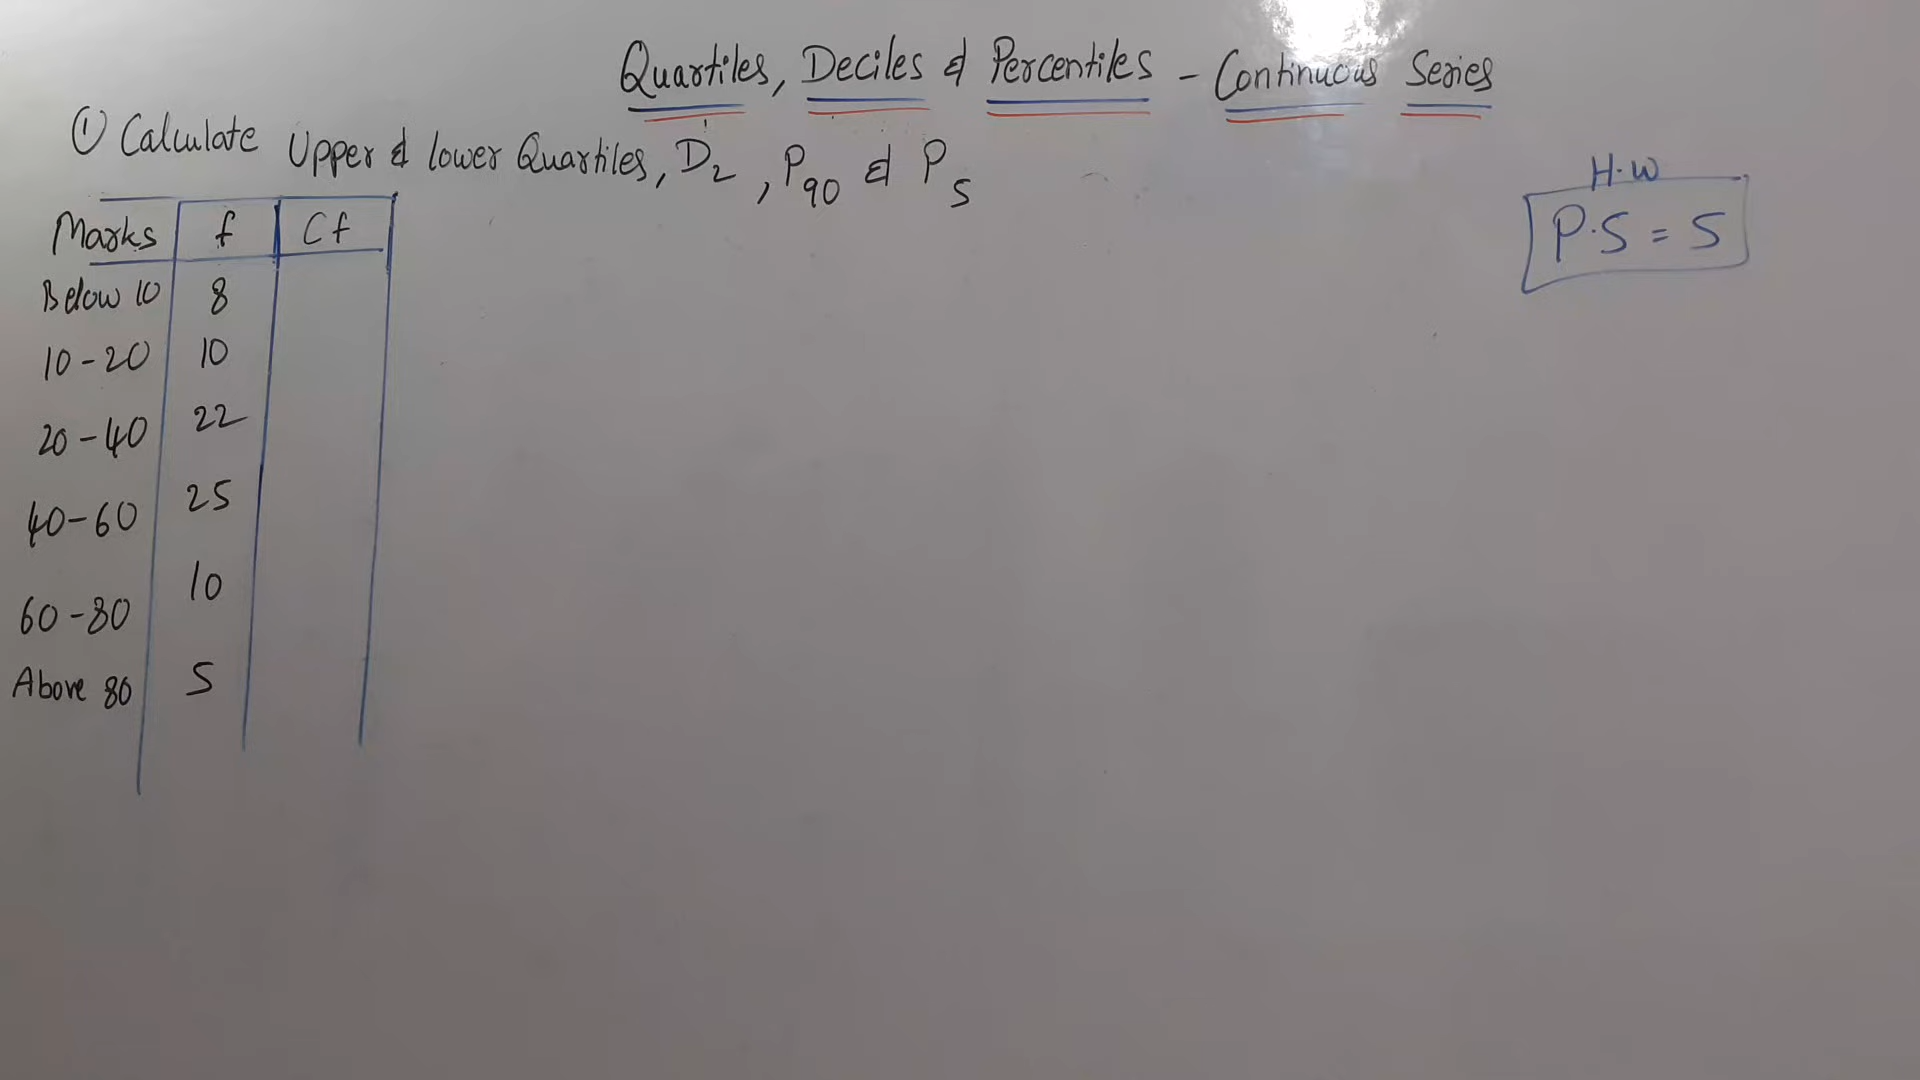 Quartiles, Deciles & Percentiles - Continuous Series
① Calculate Upper & lower Quartiles, D2, P90 & P5
H.W
P.S = 5
Marks f Cf
Below 10 8
10-20 10
20-40 22
40-60 25
60-80 10
Above 80 5